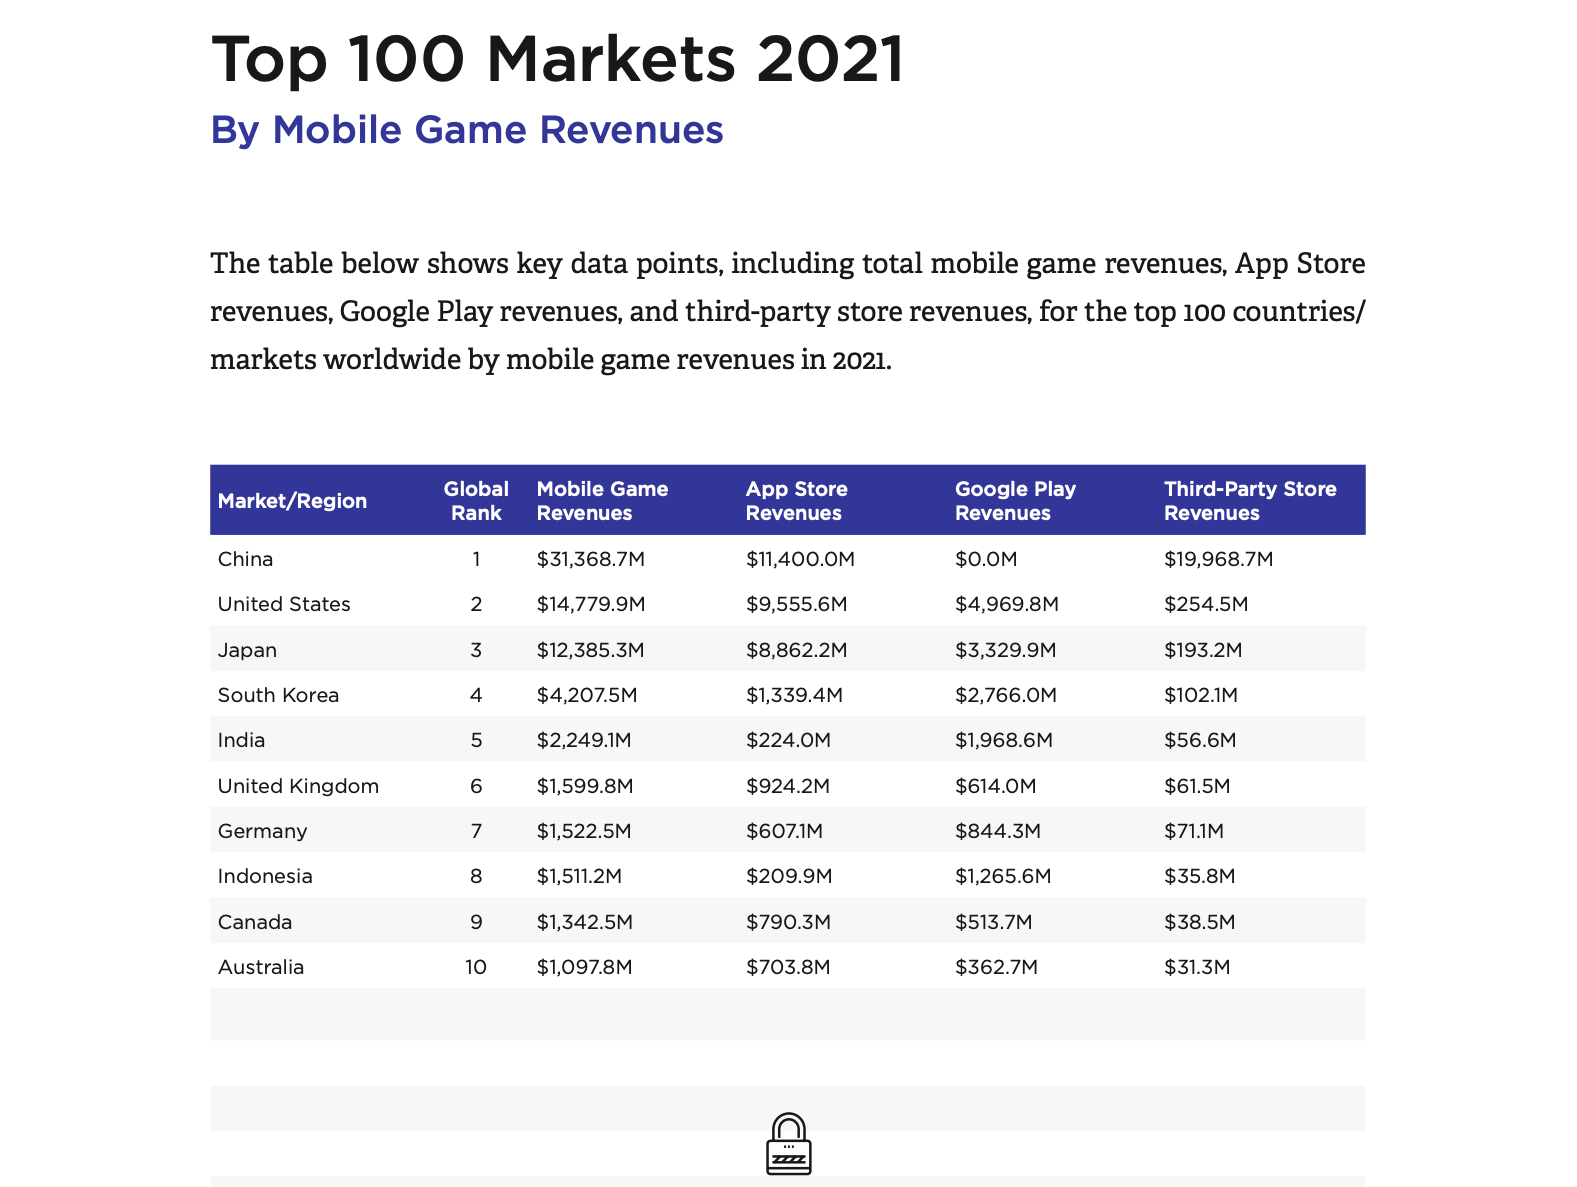 Top 100 Markets 2021
By Mobile Game Revenues
The table below shows key data points, including total mobile game revenues, App Store
revenues, Google Play revenues, and third-party store revenues, for the top 100 countries/
markets worldwide by mobile game revenues in 2021.
Market/Region Global Rank Mobile Game Revenues App Store Revenues Google Play Revenues Third-Party Store Revenues
China 1 $31,368.7M $11,400.0M $0.0M $19,968.7M
United States 2 $14,779.9M $9,555.6M $4,969.8M $254.5M
Japan 3 $12,385.3M $8,862.2M $3,329.9M $193.2M
South Korea 4 $4,207.5M $1,339.4M $2,766.0M $102.1M
India 5 $2,249.1M $224.0M $1,968.6M $56.6M
United Kingdom 6 $1,599.8M $924.2M $614.0M $61.5M
Germany 7 $1,522.5M $607.1M $844.3M $71.1M
Indonesia 8 $1,511.2M $209.9M $1,265.6M $35.8M
Canada 9 $1,342.5M $790.3M $513.7M $38.5M
Australia 10 $1,097.8M $703.8M $362.7M $31.3M